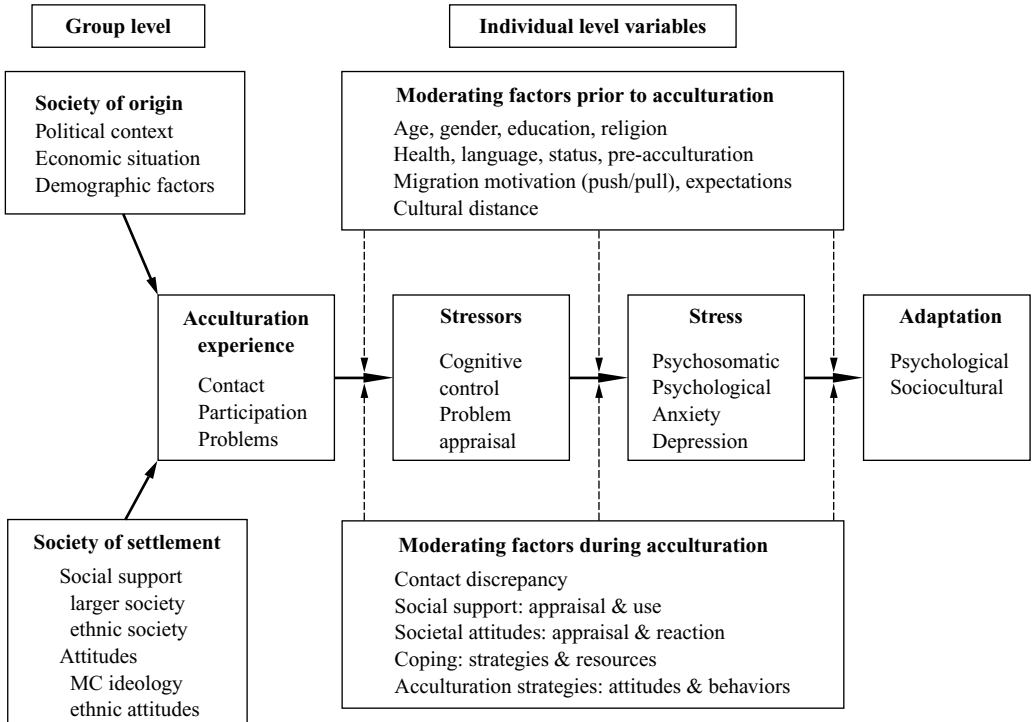 Group level
Individual level variables
Society of origin
Political context
Economic situation
Demographic factors
Moderating factors prior to acculturation
Age, gender, education, religion
Health, language, status, pre-acculturation
Migration motivation (push/pull), expectations
Cultural distance
Acculturation
experience
Contact
Participation
Problems
Stressors
Cognitive
control
Problem
appraisal
Stress
Psychosomatic
Psychological
Anxiety
Depression
Adaptation
Psychological
Sociocultural
Society of settlement
Social support
larger society
ethnic society
Attitudes
MC ideology
ethnic attitudes
Moderating factors during acculturation
Contact discrepancy
Social support: appraisal & use
Societal attitudes: appraisal & reaction
Coping: strategies & resources
Acculturation strategies: attitudes & behaviors